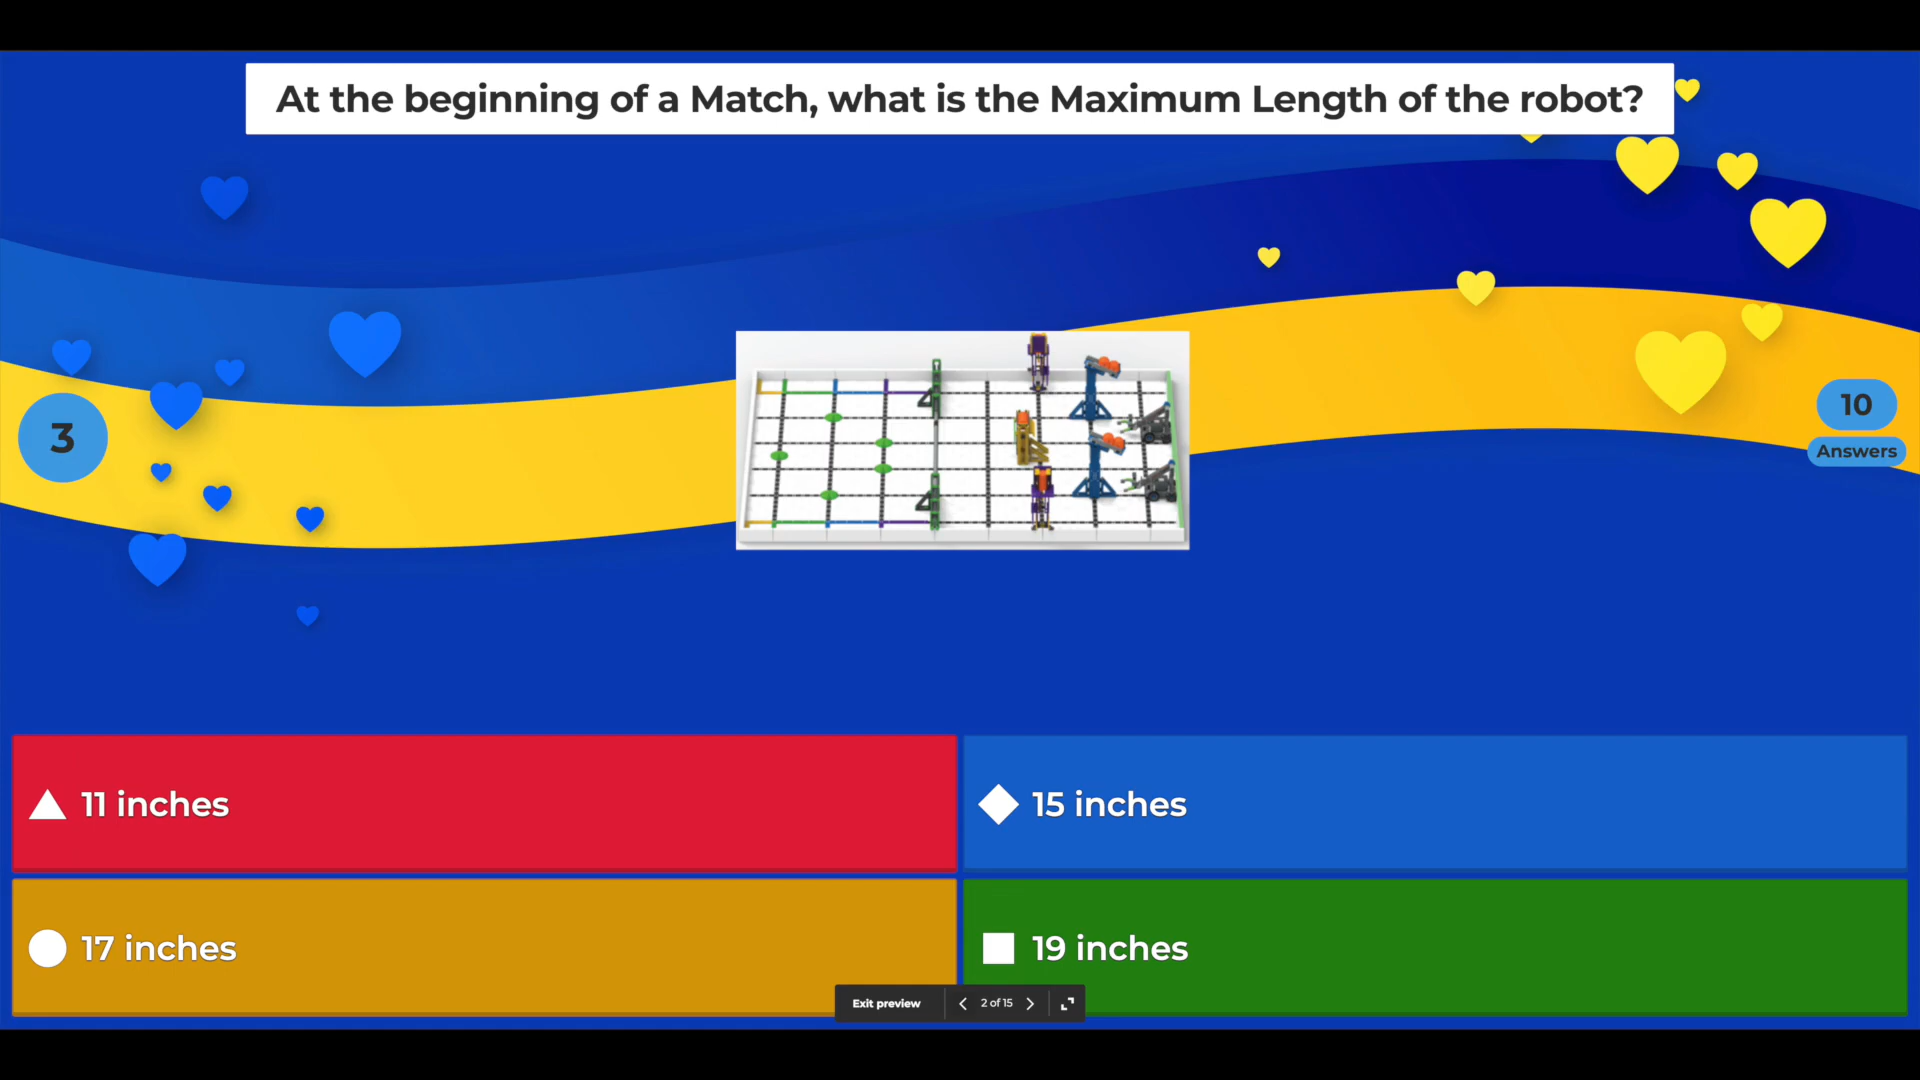 At the beginning of a Match, what is the Maximum Length of the robot?
3
10
Answers
11 inches
15 inches
17 inches
19 inches
Exit preview
2 of 15